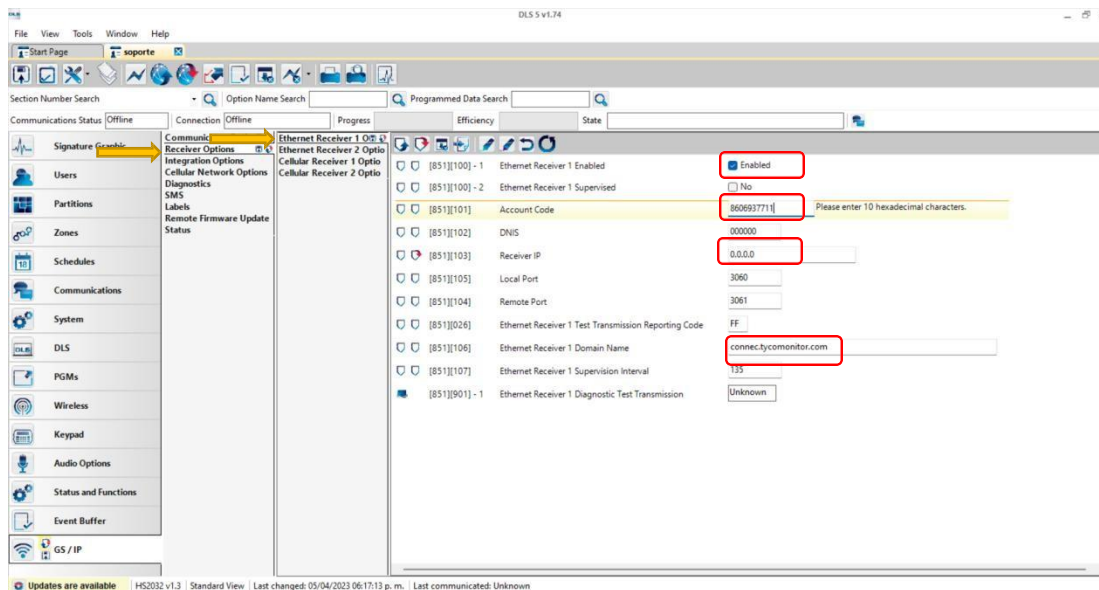 DLS
DLS 5 v1.74
File View Tools Window Help
Start Page soporte
Section Number Search Option Name Search Programmed Data Search
Communications Status Offline Connection Offline Progress Efficiency State
Signature Graphic
Users
Partitions
Zones
18 Schedules
Communications
System
DLS DLS
PGMs
Wireless
Keypad
Audio Options
Status and Functions
Event Buffer
GS / IP
Communic
Receiver Options
Integration Options
Cellular Network Options
Diagnostics
SMS
Labels
Remote Firmware Update
Status
Ethernet Receiver 1 O
Ethernet Receiver 2 Optio
Cellular Receiver 1 Optio
Cellular Receiver 2 Optio
[851][100] - 1 Ethernet Receiver 1 Enabled Enabled
[851][100] - 2 Ethernet Receiver 1 Supervised No
[851][101] Account Code 8606937711 Please enter 10 hexadecimal characters.
[851][102] DNIS 000000
[851][103] Receiver IP 0.0.0.0
[851][105] Local Port 3060
[851][104] Remote Port 3061
[851][026] Ethernet Receiver 1 Test Transmission Reporting Code FF
[851][106] Ethernet Receiver 1 Domain Name connec.tycomonitor.com
[851][107] Ethernet Receiver 1 Supervision Interval 135
[851][901] - 1 Ethernet Receiver 1 Diagnostic Test Transmission Unknown
Updates are available HS2032 v1.3 Standard View Last changed: 05/04/2023 06:17:13 p. m. Last communicated: Unknown